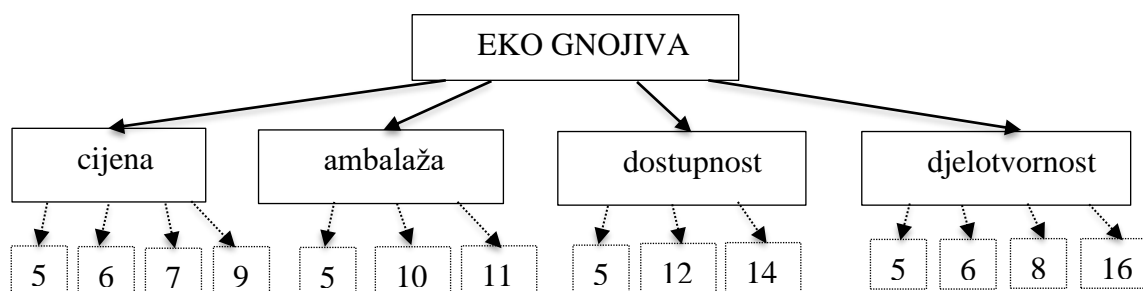 EKO GNOJIVA
cijena ambalaža dostupnost djelotvornost
5 6 7 9 5 10 11 5 12 14 5 6 8 16